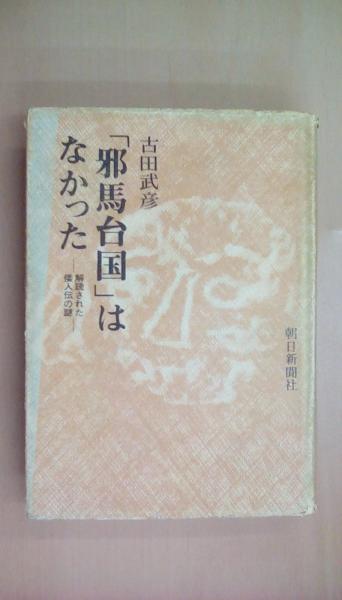 古田武彦
「邪馬台国」は
なかった
―解読された
倭人伝の謎―
朝日新聞社